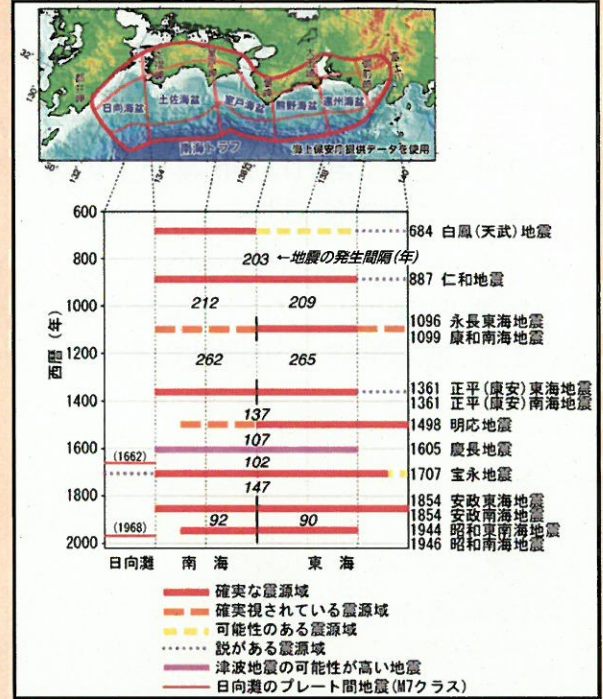 日向海盆
土佐海盆
室戸海盆
熊野海盆
遠州海盆
南海トラフ
海上保安庁提供データを使用
132
134
136
138
140
600
800
1000
1200
1400
1600
1800
2000
西暦（年）
684 白鳳(天武)地震
203 ←地震の発生間隔(年)
887 仁和地震
212 209
1096 永長東海地震
1099 康和南海地震
262 265
1361 正平(康安)東海地震
1361 正平(康安)南海地震
137
1498 明応地震
107
1605 慶長地震
(1662)
102
1707 宝永地震
147
1854 安政東海地震
1854 安政南海地震
92 90
1944 昭和東南海地震
(1968)
1946 昭和南海地震
日向灘 南海 東海
確実な震源域
確実視されている震源域
可能性のある震源域
説がある震源域
津波地震の可能性が高い地震
日向灘のプレート間地震(M7クラス)